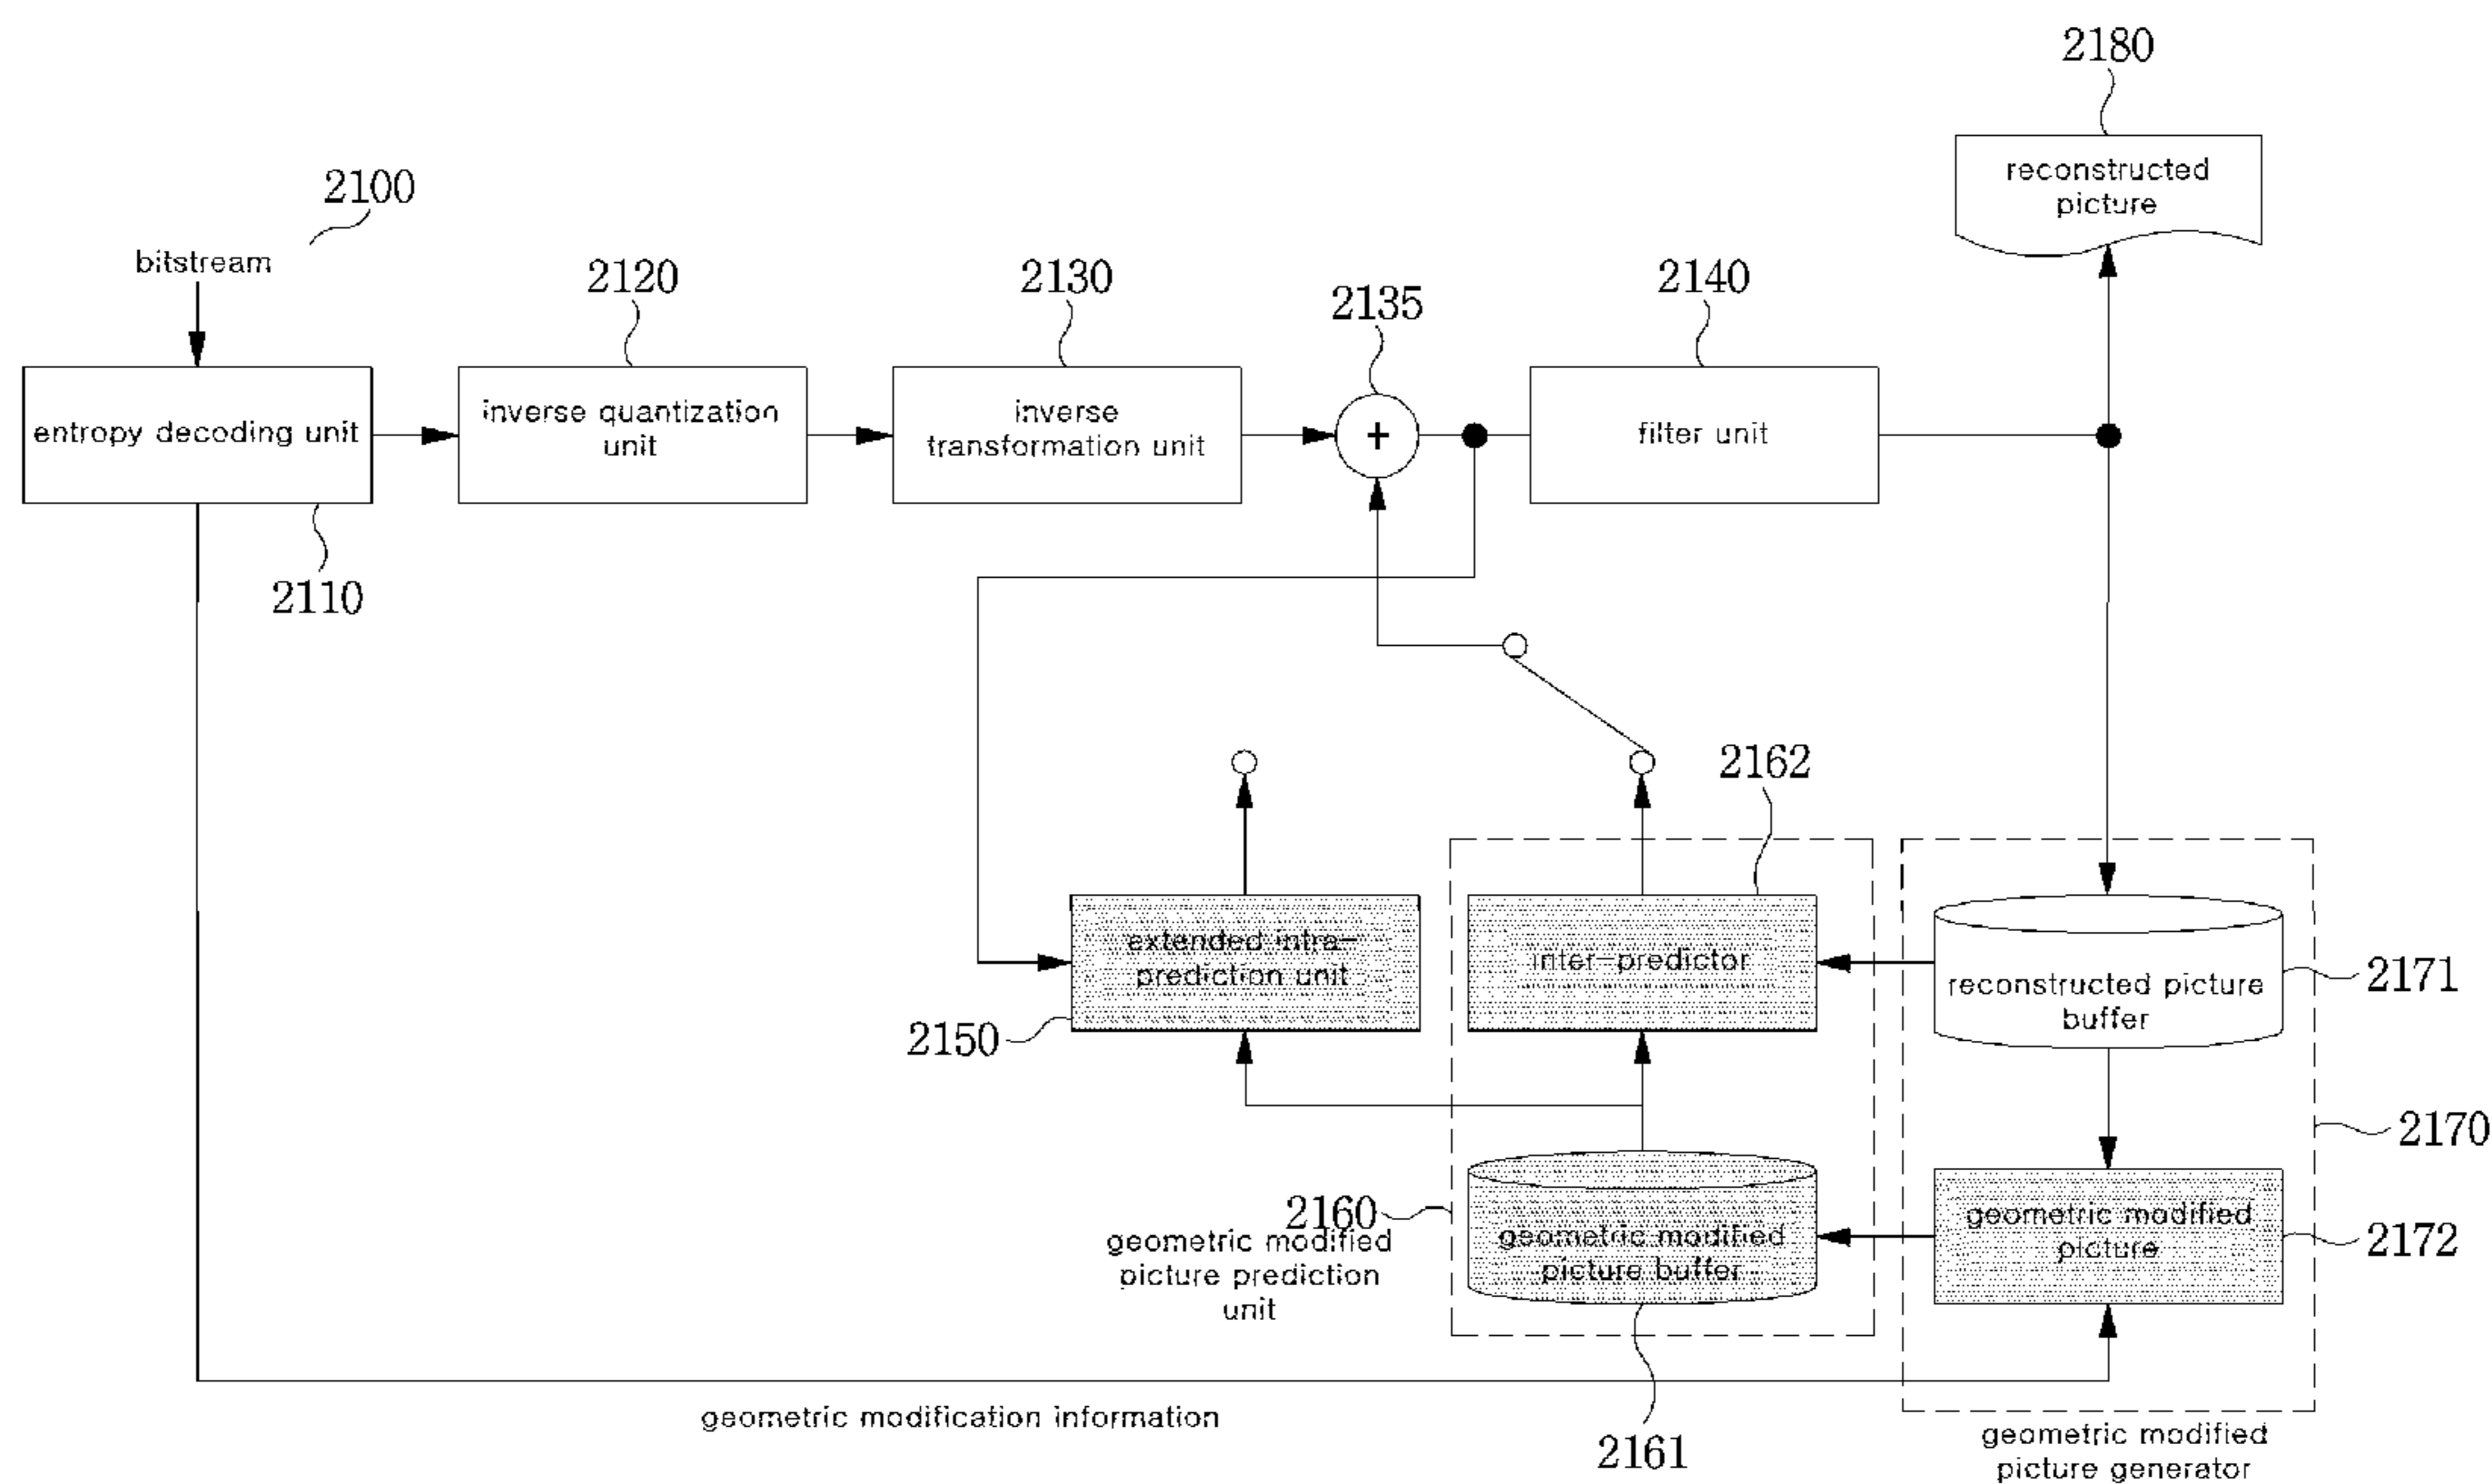 2180
reconstructed
picture
2100
bitstream
2120
2130
2135
2140
entropy decoding unit
inverse quantization
unit
inverse
transformation unit
+
filter unit
2110
2162
extended intra-
prediction unit
inter-predictor
reconstructed picture
buffer
2171
2150
2170
2160
geometric modified
picture prediction
unit
geometric modified
picture buffer
geometric modified
picture
2172
geometric modification information
2161
geometric modified
picture generator